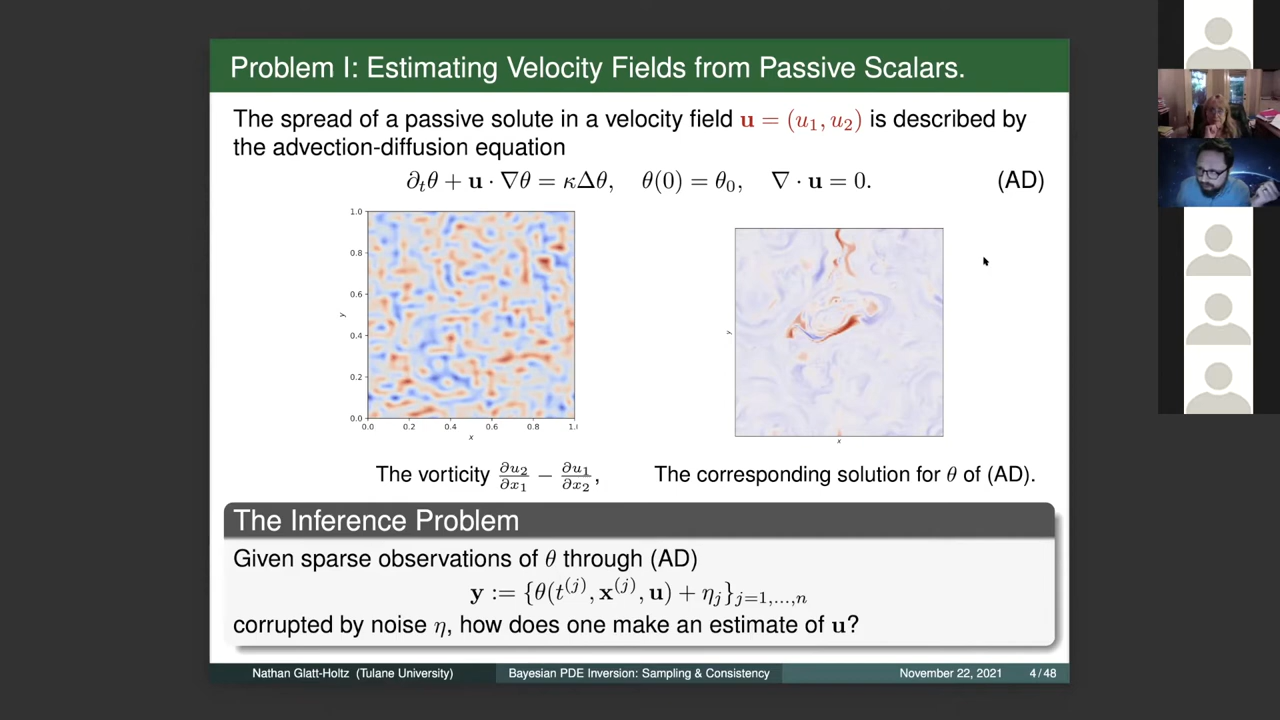 Problem I: Estimating Velocity Fields from Passive Scalars.
The spread of a passive solute in a velocity field u = (u₁, u₂) is described by
the advection-diffusion equation
∂ₜθ + u · ∇θ = κΔθ, θ(0) = θ₀, ∇ · u = 0. (AD)
1.0
0.8
0.6
0.4
0.2
0.0
y
0.0 0.2 0.4 0.6 0.8 1.
x
y
x
The vorticity ∂u₂/∂x₁ − ∂u₁/∂x₂, The corresponding solution for θ of (AD).
The Inference Problem
Given sparse observations of θ through (AD)
y := {θ(t⁽ʲ⁾, x⁽ʲ⁾, u) + ηⱼ}ⱼ₌₁,...,ₙ
corrupted by noise η, how does one make an estimate of u?
Nathan Glatt-Holtz (Tulane University) Bayesian PDE Inversion: Sampling & Consistency November 22, 2021 4 / 48